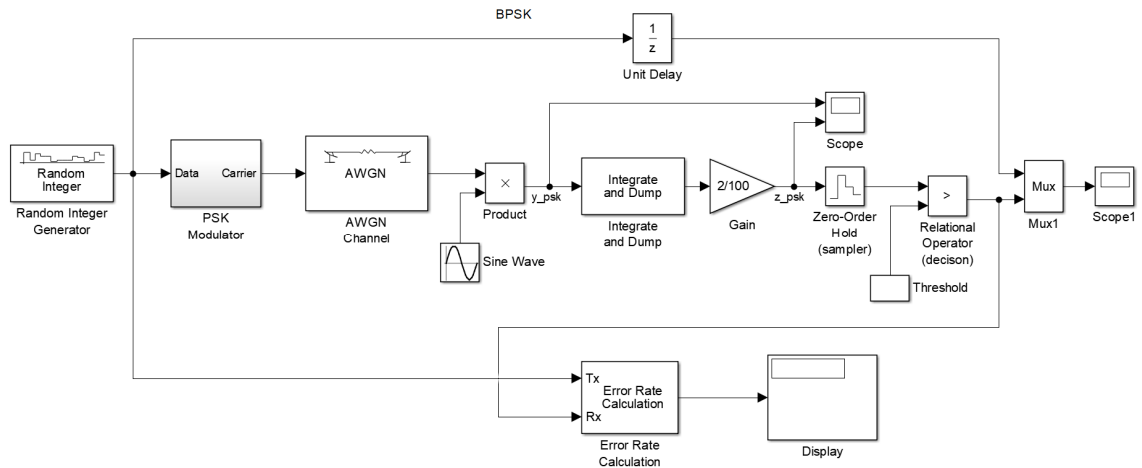 BPSK
1
z
Unit Delay
Scope
Random
Integer
Random Integer
Generator
Data
Carrier
PSK
Modulator
AWGN
AWGN
Channel
×
Product
y_psk
Sine Wave
Integrate
and Dump
Integrate
and Dump
2/100
Gain
z_psk
Zero-Order
Hold
(sampler)
>
Relational
Operator
(decison)
Threshold
Mux
Mux1
Scope1
Tx
Rx
Error Rate
Calculation
Error Rate
Calculation
Display